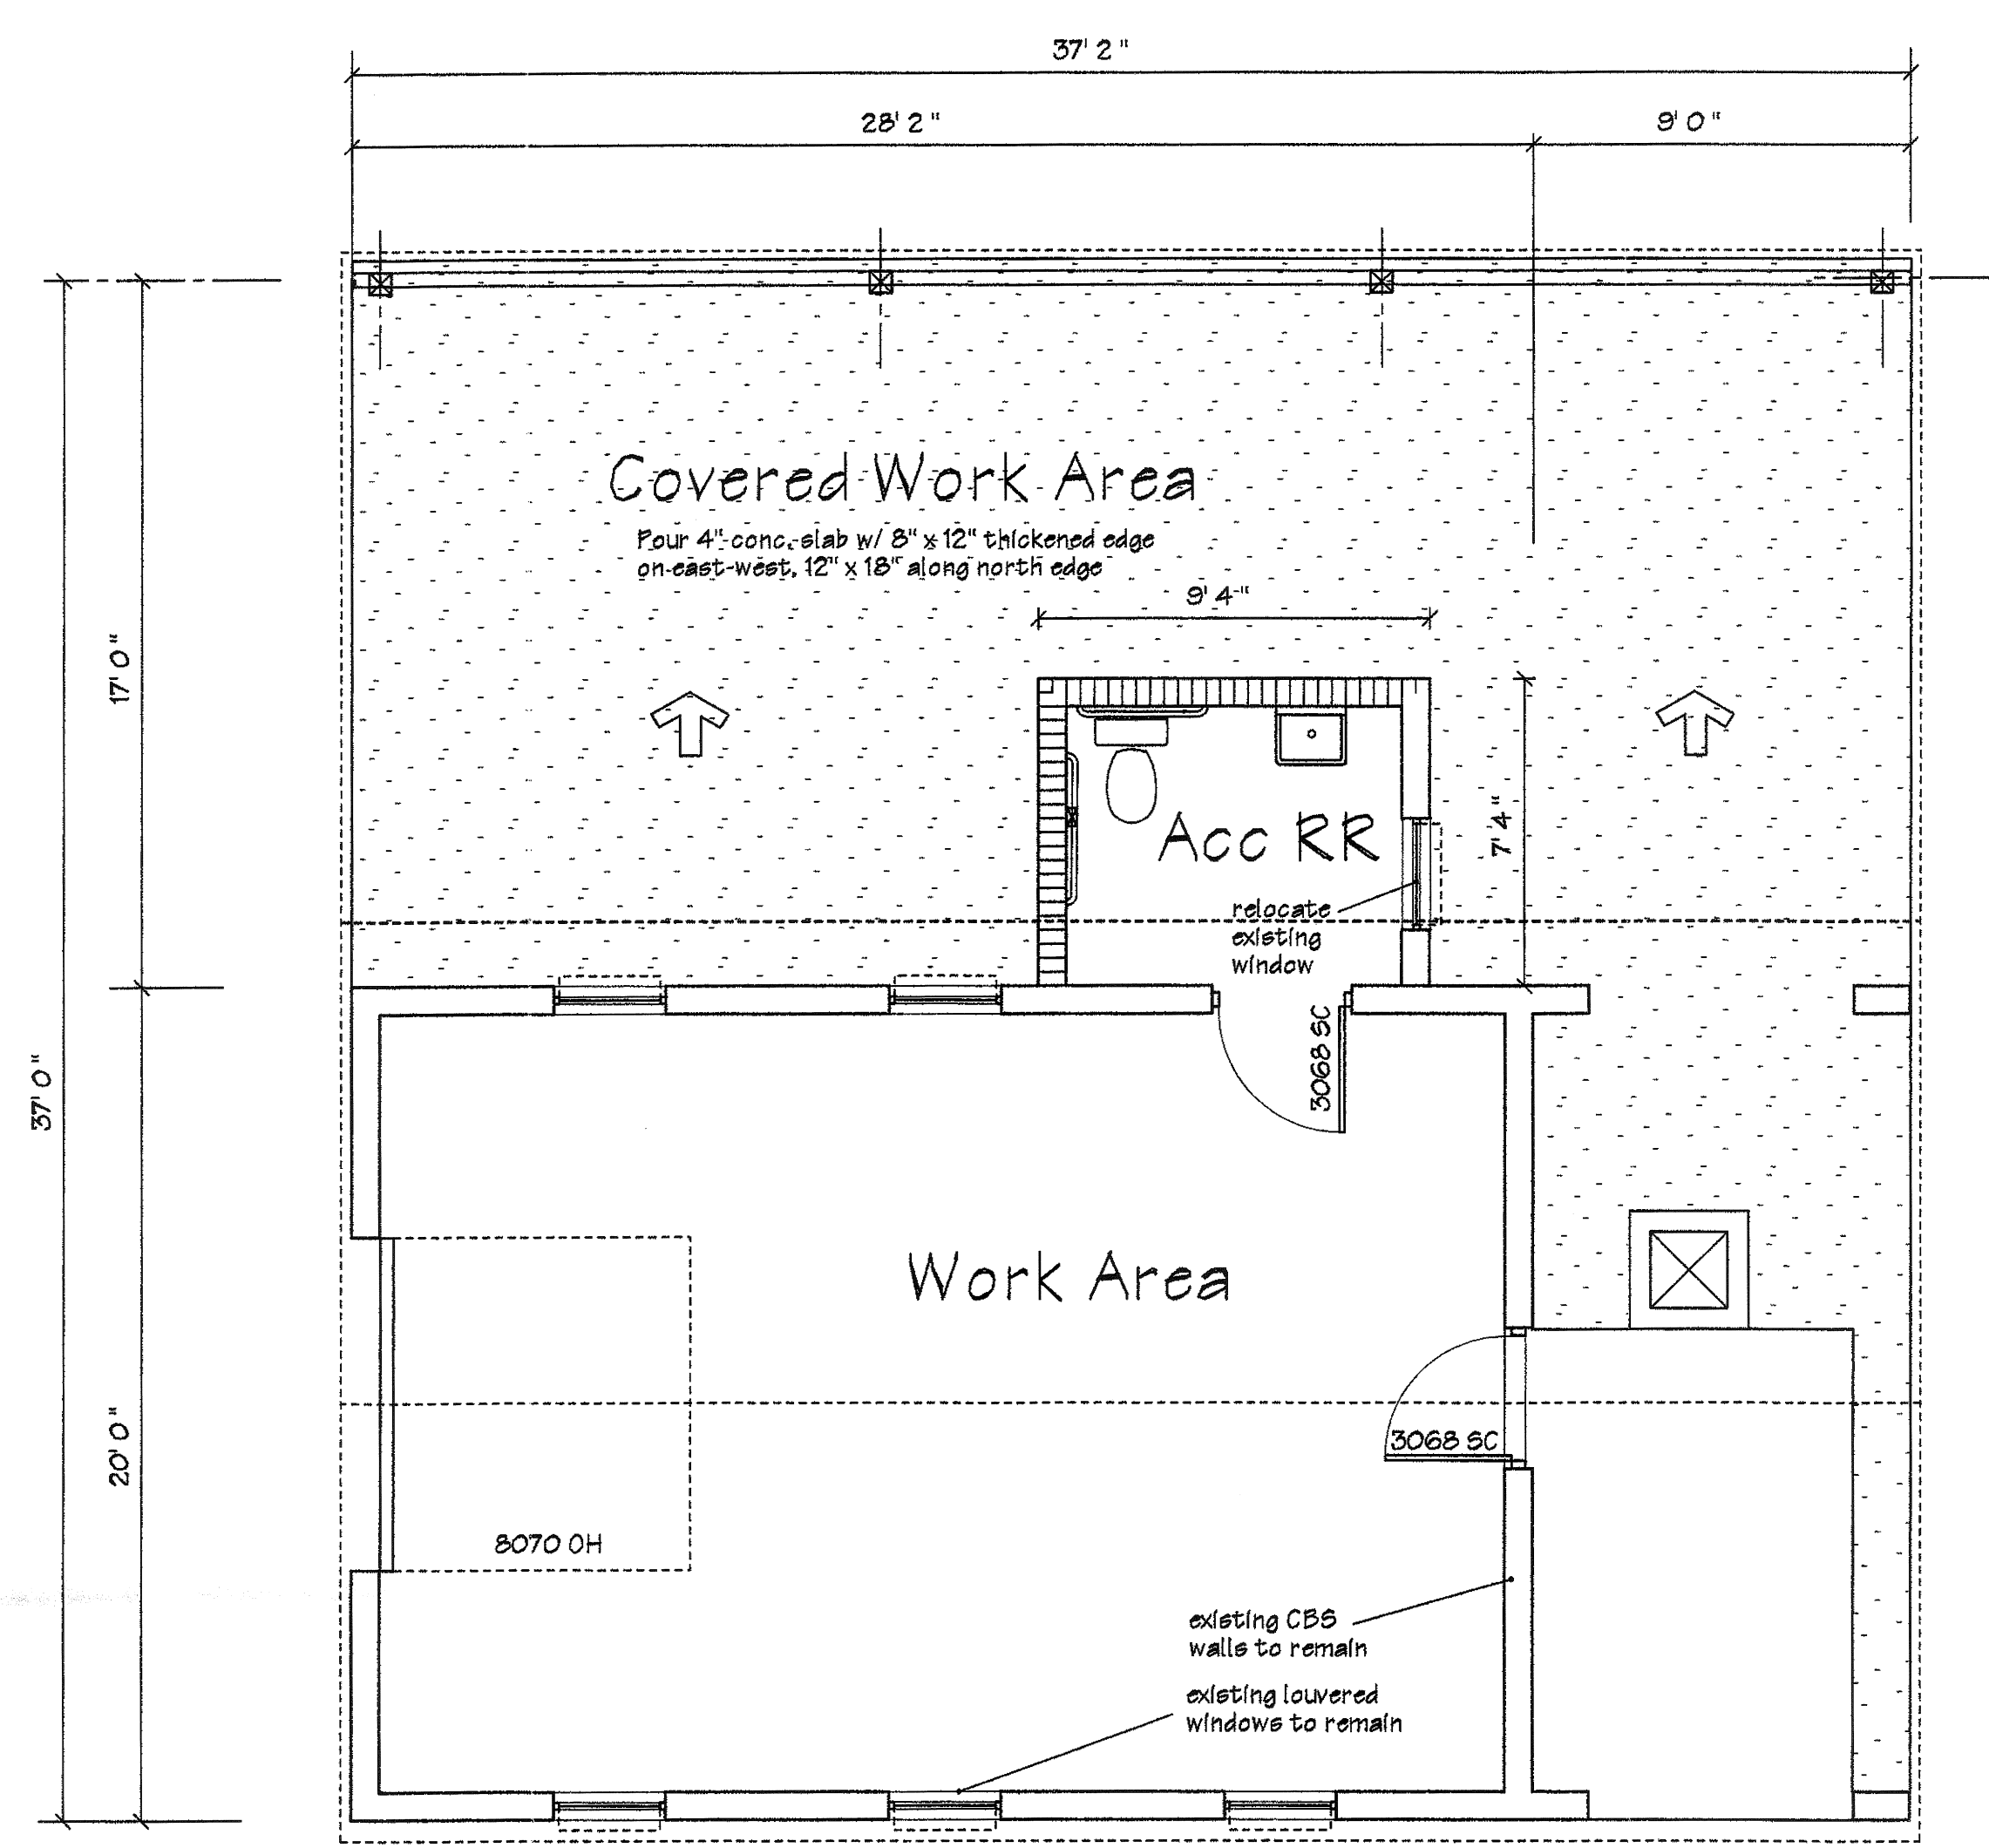 37' 2"
28' 2"
9' 0"
Covered Work Area
Pour 4" conc. slab w/ 8" x 12" thickened edge
on east-west, 12" x 18" along north edge
9' 4"
17' 0"
7' 4"
Acc RR
relocate
existing
window
3068 SC
37' 0"
Work Area
20' 0"
3068 SC
8070 OH
existing CBS
walls to remain
existing louvered
windows to remain